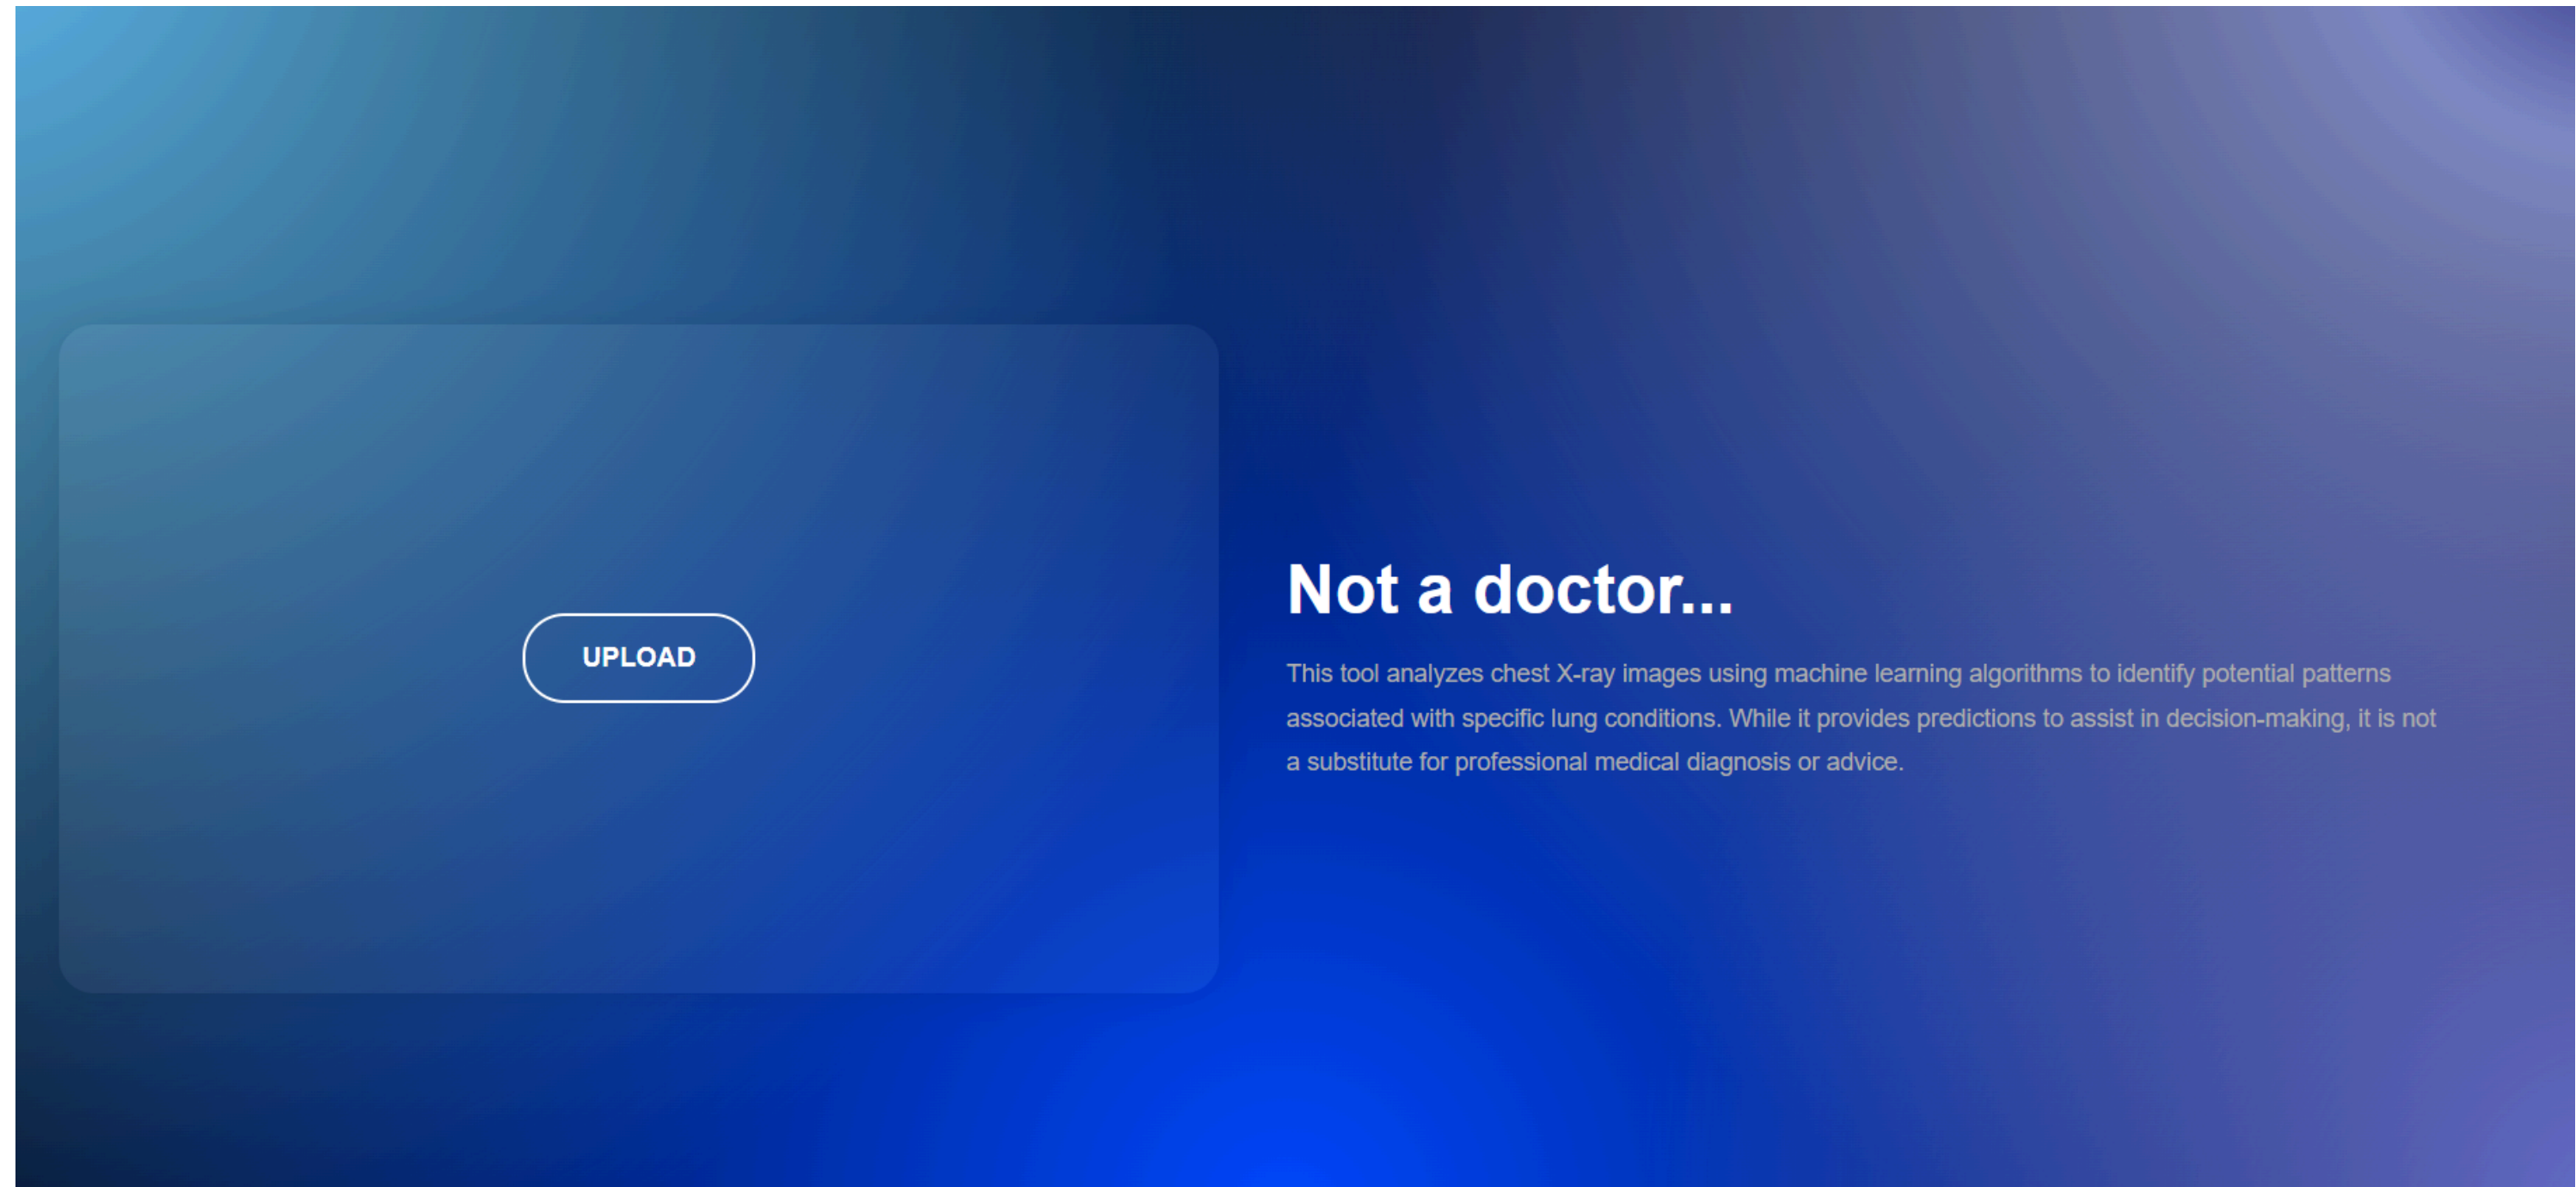 UPLOAD
Not a doctor...
This tool analyzes chest X-ray images using machine learning algorithms to identify potential patterns
associated with specific lung conditions. While it provides predictions to assist in decision-making, it is not
a substitute for professional medical diagnosis or advice.